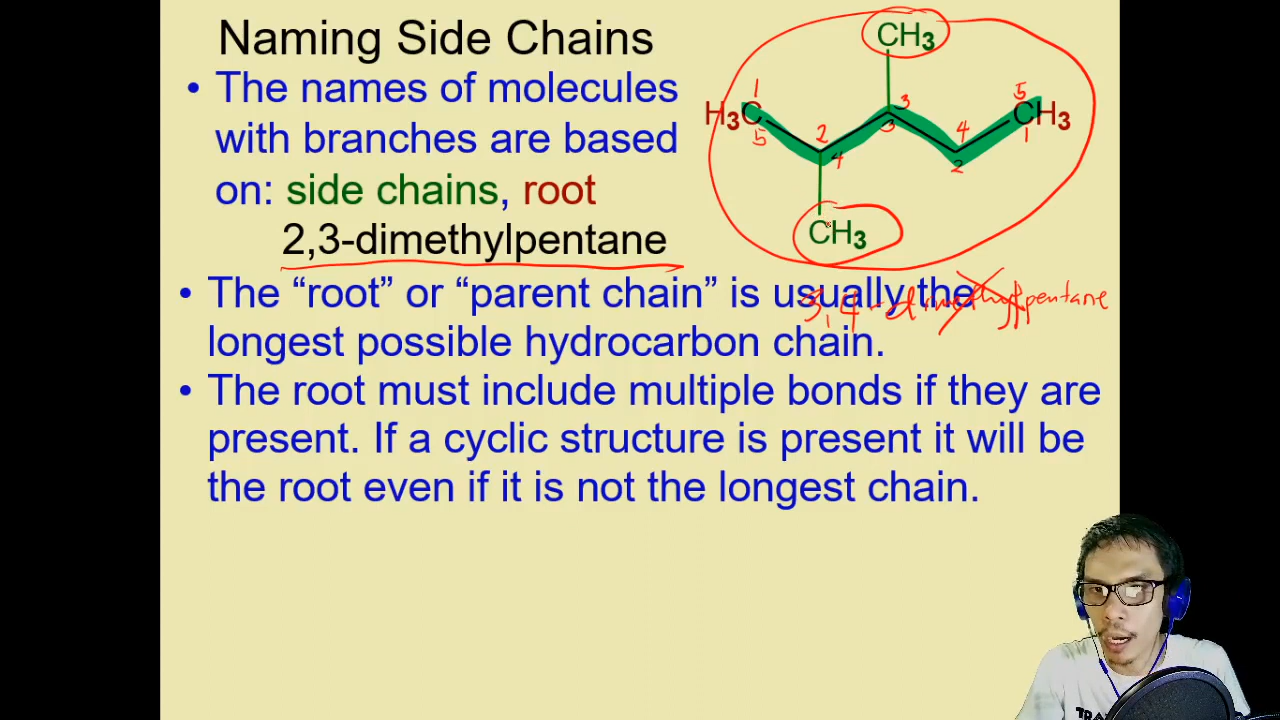 Naming Side Chains
• The names of molecules
with branches are based
on: side chains, root
2,3-dimethylpentane
CH3
H3C
CH3
CH3
1
2
3
4
5
5
4
3
2
1
• The “root” or “parent chain” is usually the
longest possible hydrocarbon chain.
3,4-dimethylpentane
• The root must include multiple bonds if they are
present. If a cyclic structure is present it will be
the root even if it is not the longest chain.